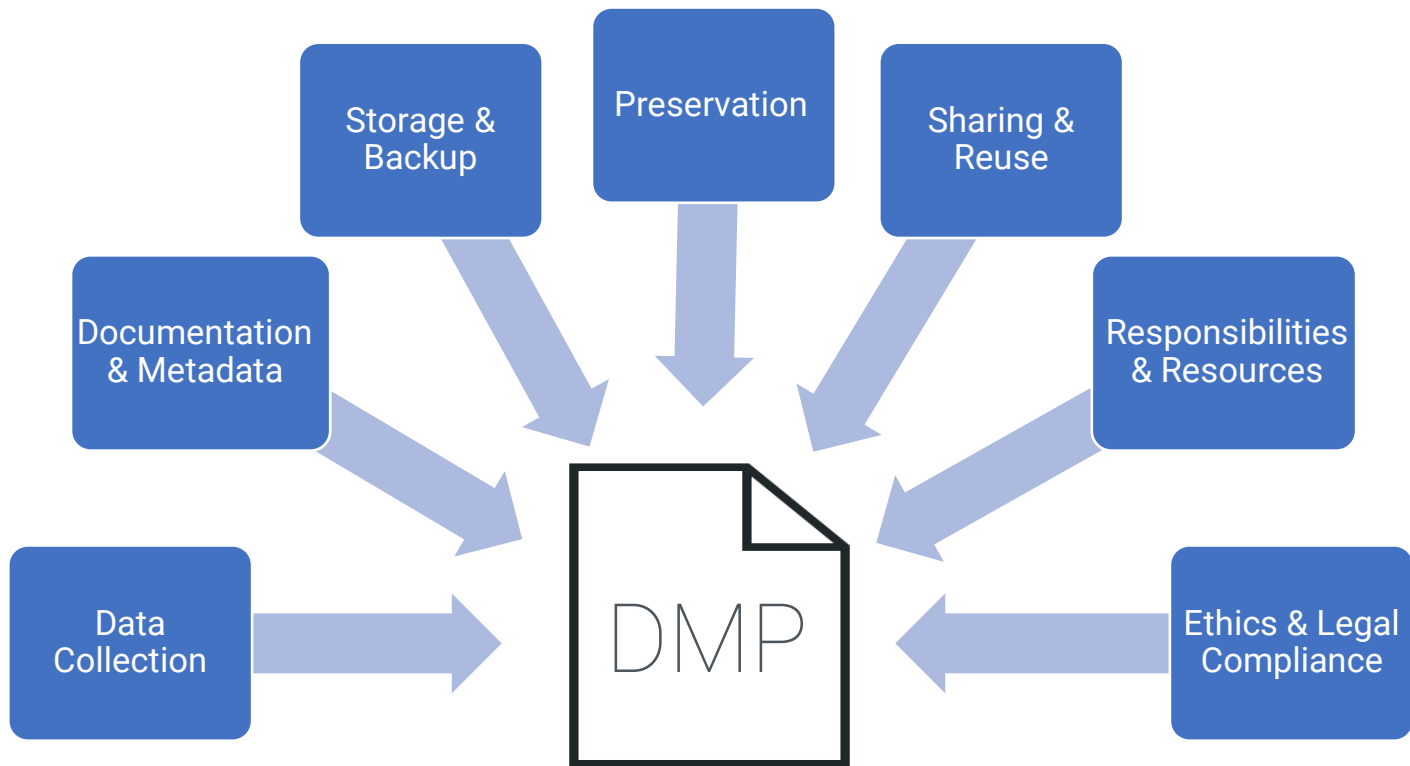 Preservation
Storage &
Backup
Sharing &
Reuse
Documentation
& Metadata
Responsibilities
& Resources
Data
Collection
DMP
Ethics & Legal
Compliance